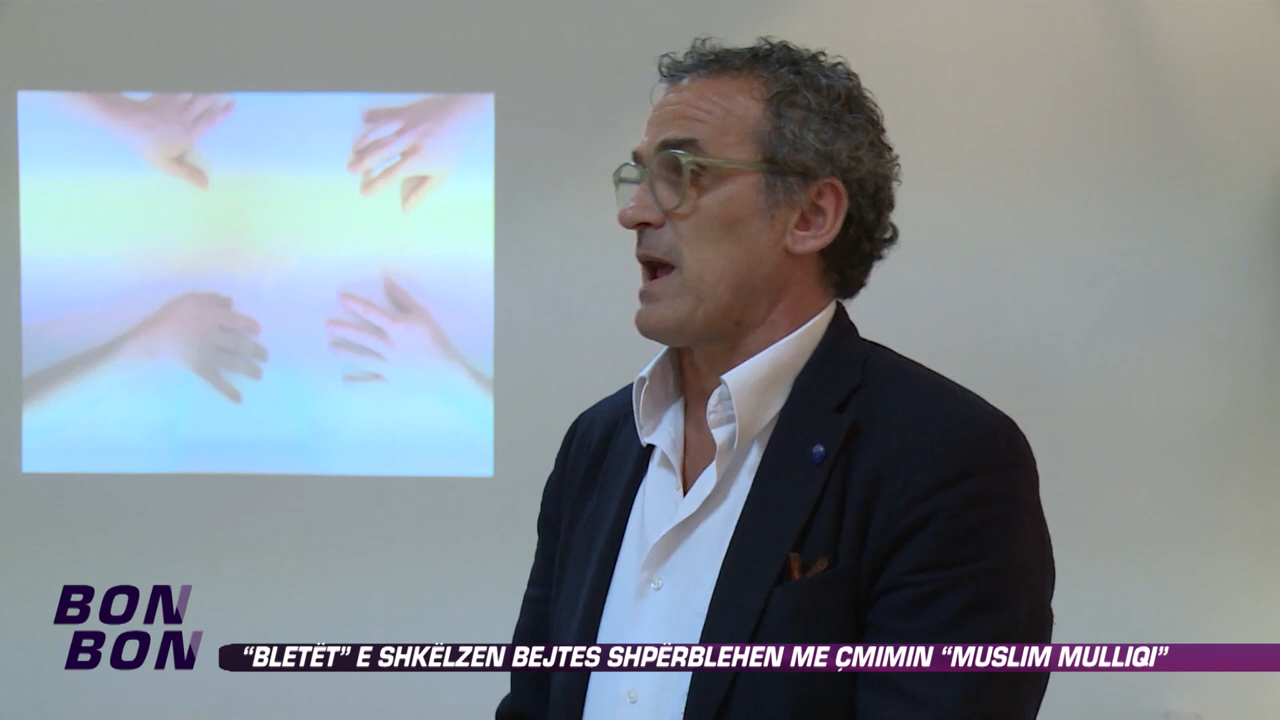 BON
BON
“BLETËT” E SHKËLZEN BEJTES SHPËRBLEHEN ME ÇMIMIN “MUSLIM MULLIQI”